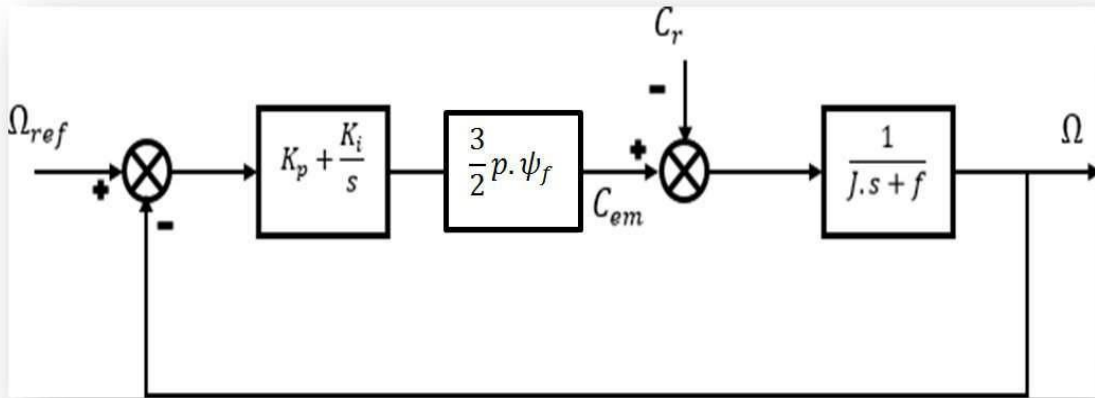 C_r
-
Ω_ref
+
-
K_p + K_i/s
3/2 p.ψ_f
+
C_em
1/(J.s + f)
Ω